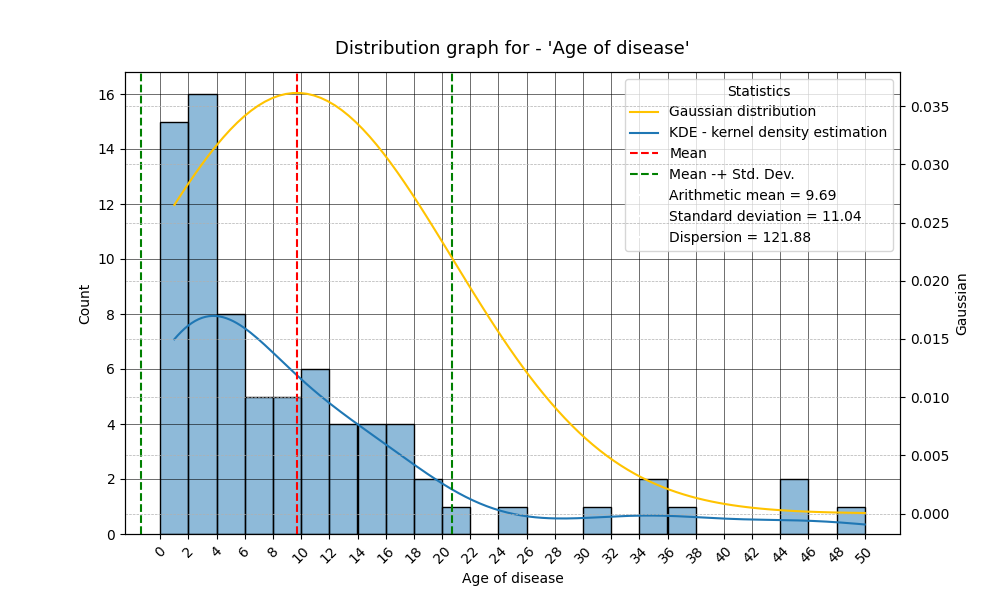 Distribution graph for - 'Age of disease'
Statistics
Gaussian distribution
KDE - kernel density estimation
Mean
Mean -+ Std. Dev.
Arithmetic mean = 9.69
Standard deviation = 11.04
Dispersion = 121.88
Count
16
14
12
10
8
6
4
2
0
0.035
0.030
0.025
0.020
0.015
0.010
0.005
0.000
Gaussian
0 2 4 6 8 10 12 14 16 18 20 22 24 26 28 30 32 34 36 38 40 42 44 46 48 50
Age of disease